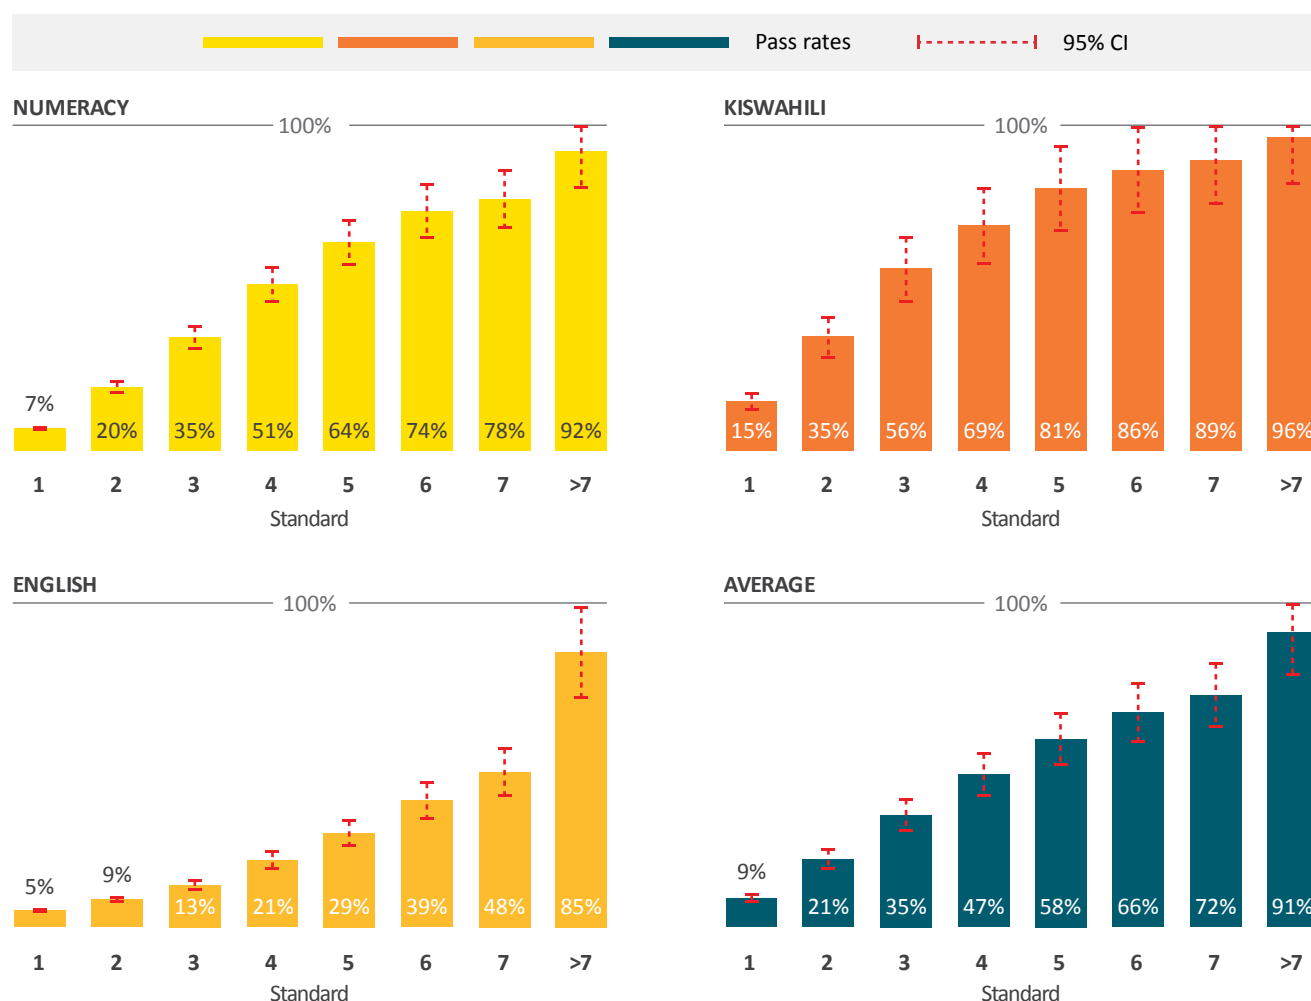 Pass rates 95% CI
NUMERACY
100%
7%
20% 35% 51% 64% 74% 78% 92%
1 2 3 4 5 6 7 >7
Standard
KISWAHILI
100%
15% 35% 56% 69% 81% 86% 89% 96%
1 2 3 4 5 6 7 >7
Standard
ENGLISH
100%
5% 9%
13% 21% 29% 39% 48% 85%
1 2 3 4 5 6 7 >7
Standard
AVERAGE
100%
9%
21% 35% 47% 58% 66% 72% 91%
1 2 3 4 5 6 7 >7
Standard